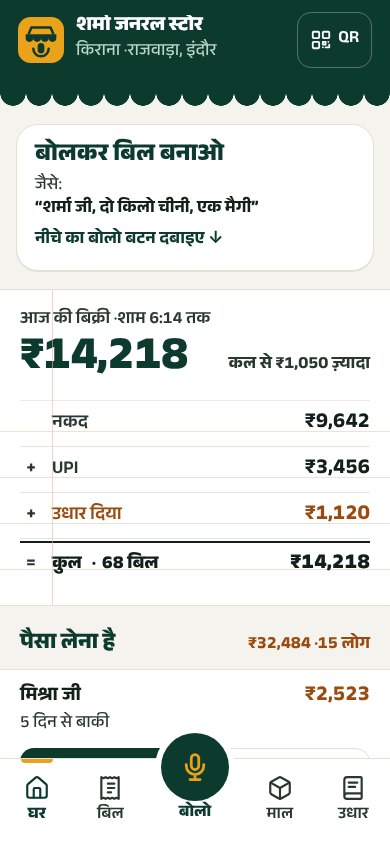 शर्मा जनरल स्टोर
किराना ·राजवाड़ा, इंदौर
QR
बोलकर बिल बनाओ
जैसे:
“शर्मा जी, दो किलो चीनी, एक मैगी”
नीचे का बोलो बटन दबाइए ↓
आज की बिक्री ·शाम 6:14 तक
₹14,218
कल से ₹1,050 ज़्यादा
नकद ₹9,642
+ UPI ₹3,456
+ उधार दिया ₹1,120
= कुल · 68 बिल ₹14,218
पैसा लेना है ₹32,484 ·15 लोग
मिश्रा जी ₹2,523
5 दिन से बाकी
घर बिल बोलो माल उधार